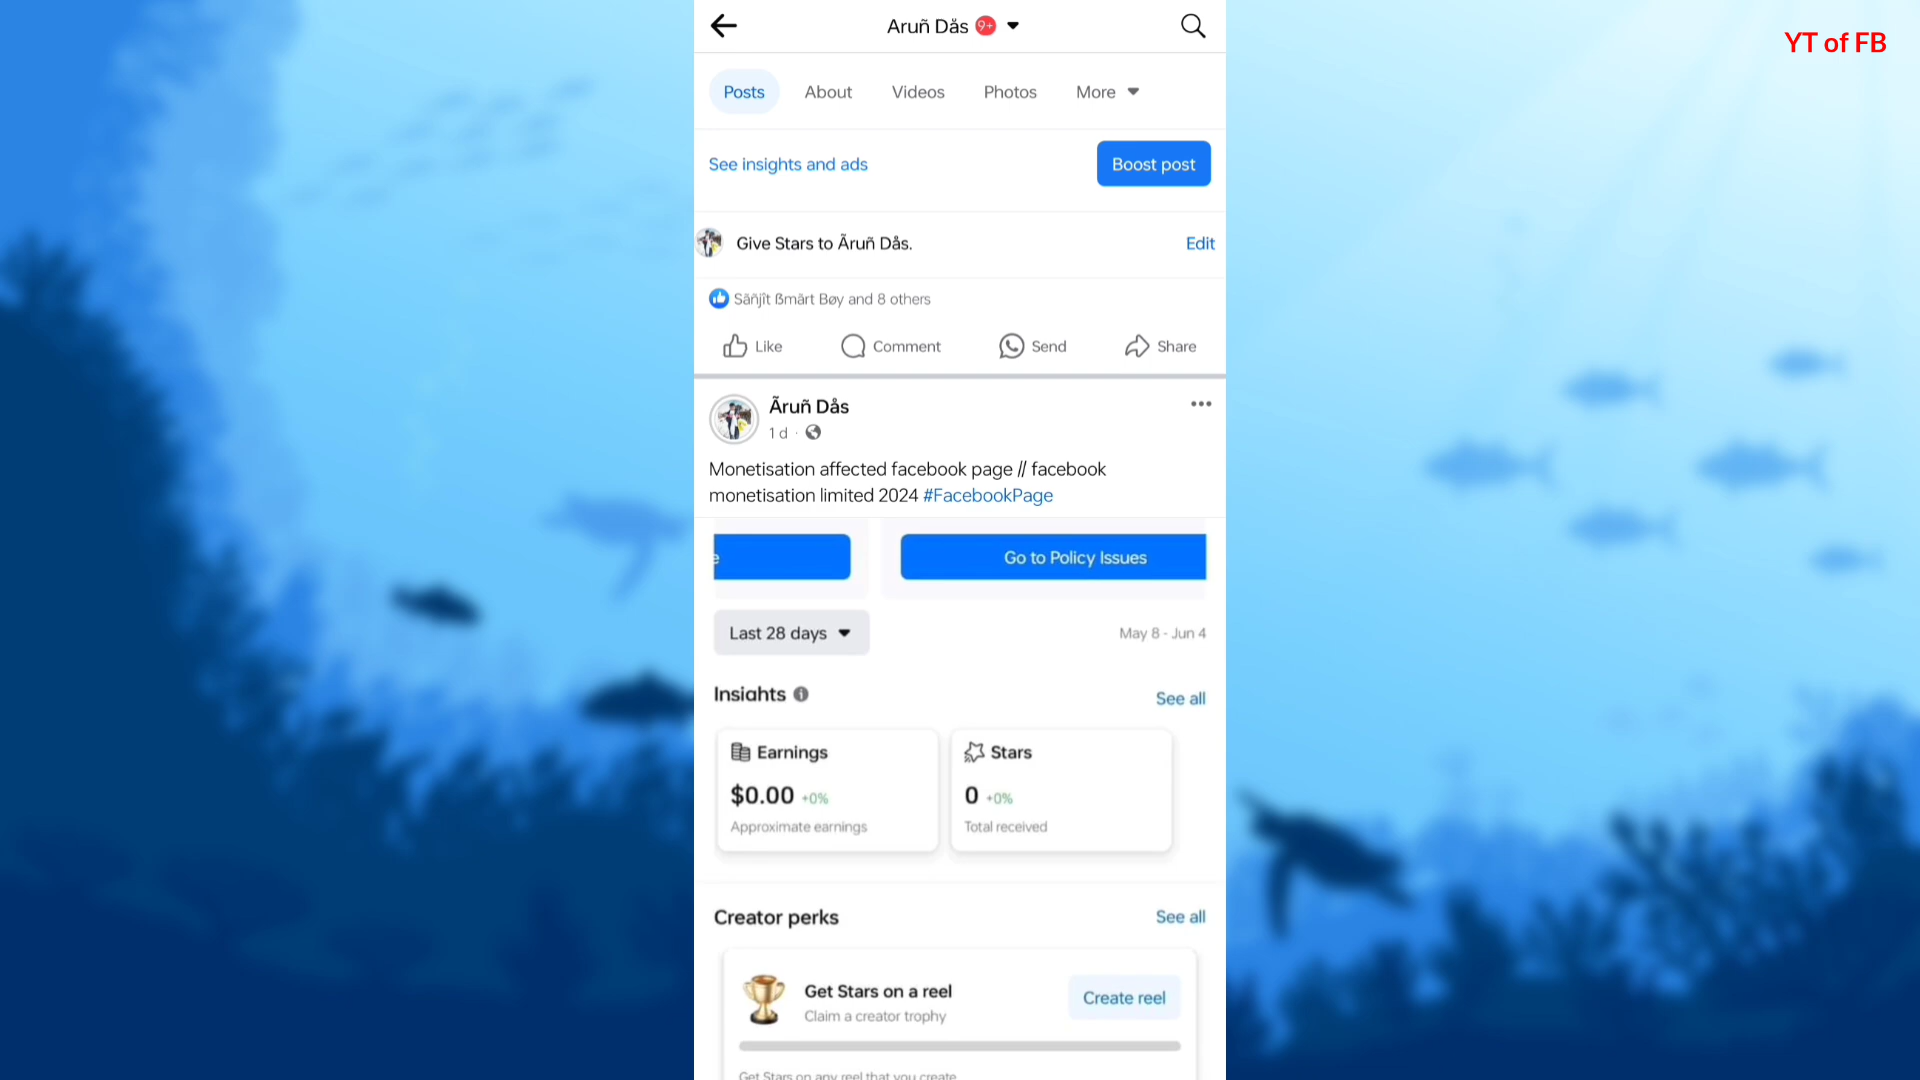 Aruñ Dås 9+
YT of FB
Posts About Videos Photos More
See insights and ads Boost post
Give Stars to Ãruñ Dås. Edit
Sãñjît ßmãrt Bøy and 8 others
Like Comment Send Share
Ãruñ Dås
1 d ·
Monetisation affected facebook page // facebook
monetisation limited 2024 #FacebookPage
e Go to Policy Issues
Last 28 days May 8 - Jun 4
Insights See all
Earnings Stars
$0.00 +0% 0 +0%
Approximate earnings Total received
Creator perks See all
Get Stars on a reel Create reel
Claim a creator trophy
Get Stars on any reel that you create